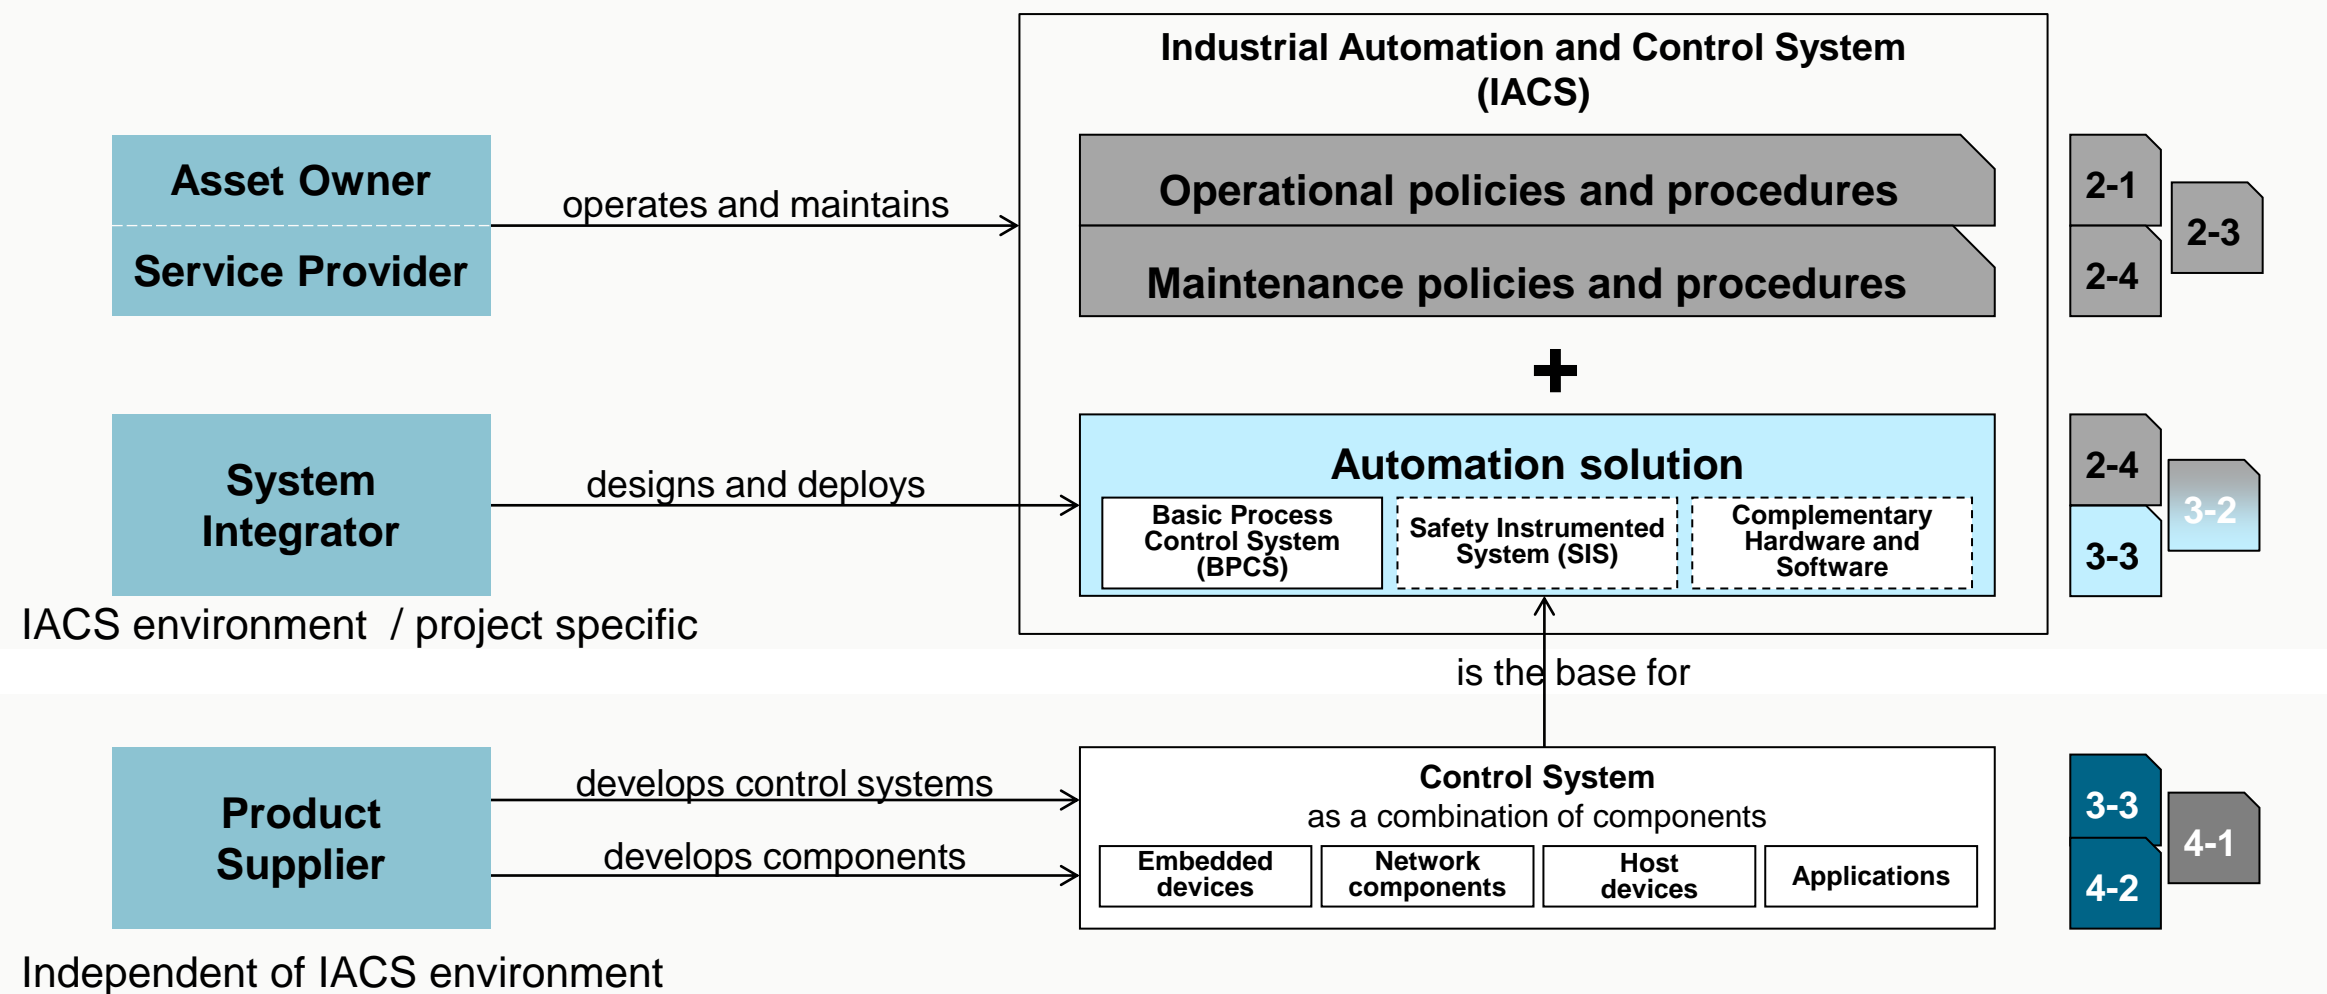 Industrial Automation and Control System
(IACS)
Asset Owner
Service Provider
operates and maintains
Operational policies and procedures
Maintenance policies and procedures
2-1
2-3
2-4
+
System
Integrator
designs and deploys
Automation solution
Basic Process
Control System
(BPCS)
Safety Instrumented
System (SIS)
Complementary
Hardware and
Software
2-4
3-2
3-3
IACS environment / project specific
is the base for
Product
Supplier
develops control systems
develops components
Control System
as a combination of components
Embedded
devices
Network
components
Host
devices
Applications
3-3
4-1
4-2
Independent of IACS environment